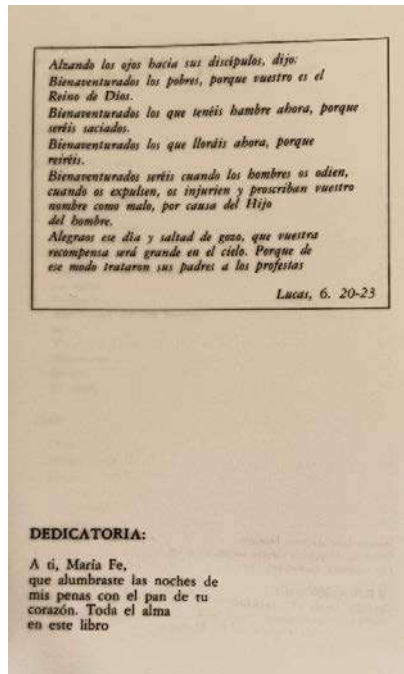 Alzando los ojos hacia sus discípulos, dijo:
Bienaventurados los pobres, porque vuestro es el
Reino de Dios.
Bienaventurados los que tenéis hambre ahora, porque
seréis saciados.
Bienaventurados los que lloráis ahora, porque
reiréis.
Bienaventurados seréis cuando los hombres os odien,
cuando os expulsen, os injurien y proscriban vuestro
nombre como malo, por causa del Hijo
del hombre.
Alegraos ese día y saltad de gozo, que vuestra
recompensa será grande en el cielo. Porque de
ese modo trataron sus padres a los profestas
Lucas, 6. 20-23
DEDICATORIA:
A ti, María Fe,
que alumbraste las noches de
mis penas con el pan de tu
corazón. Toda el alma
en este libro